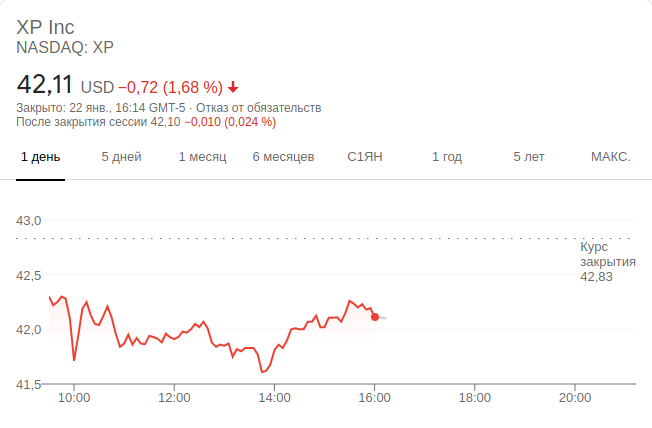 XP Inc
NASDAQ: XP
42,11 USD −0,72 (1,68 %)
Закрыто: 22 янв., 16:14 GMT-5 · Отказ от обязательств
После закрытия сессии 42,10 −0,010 (0,024 %)
1 день 5 дней 1 месяц 6 месяцев С1ЯН 1 год 5 лет МАКС.
43,0
Курс
закрытия
42,83
42,5
42,0
41,5
10:00 12:00 14:00 16:00 18:00 20:00